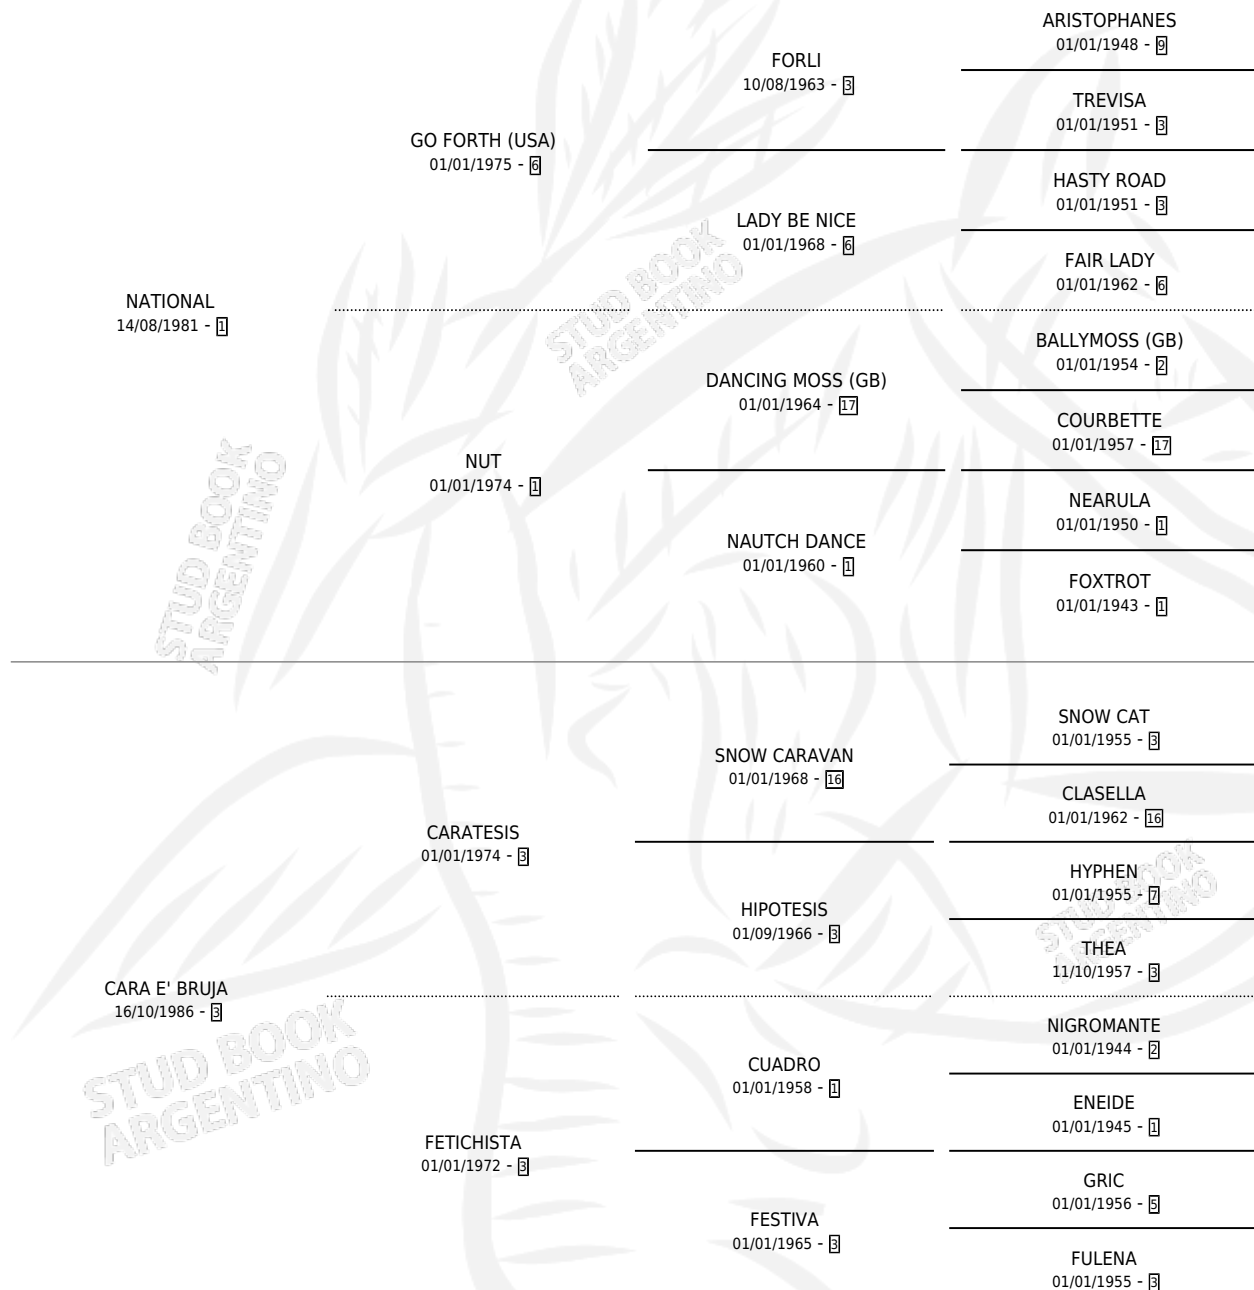 ARISTOPHANES
01/01/1948 - 9
FORLI
10/08/1963 - 3
TREVISA
01/01/1951 - 3
GO FORTH (USA)
01/01/1975 - 6
HASTY ROAD
01/01/1951 - 3
LADY BE NICE
01/01/1968 - 6
FAIR LADY
01/01/1962 - 6
NATIONAL
14/08/1981 - 1
STUD BOOK
ARGENTINO
BALLYMOSS (GB)
01/01/1954 - 2
DANCING MOSS (GB)
01/01/1964 - 17
COURBETTE
01/01/1957 - 17
NUT
01/01/1974 - 1
NEARULA
01/01/1950 - 1
NAUTCH DANCE
01/01/1960 - 1
FOXTROT
01/01/1943 - 1
STUD BOOK
ARGENTINO
SNOW CAT
01/01/1955 - 3
SNOW CARAVAN
01/01/1968 - 16
CLASELLA
01/01/1962 - 16
CARATESIS
01/01/1974 - 3
HYPHEN
01/01/1955 - 7
HIPOTESIS
01/09/1966 - 3
STUD BOOK
ARGENTINO
THEA
11/10/1957 - 3
CARA E' BRUJA
16/10/1986 - 3
NIGROMANTE
01/01/1944 - 2
STUD BOOK
ARGENTINO
CUADRO
01/01/1958 - 1
ENEIDE
01/01/1945 - 1
FETICHISTA
01/01/1972 - 3
GRIC
01/01/1956 - 5
FESTIVA
01/01/1965 - 3
FULENA
01/01/1955 - 3